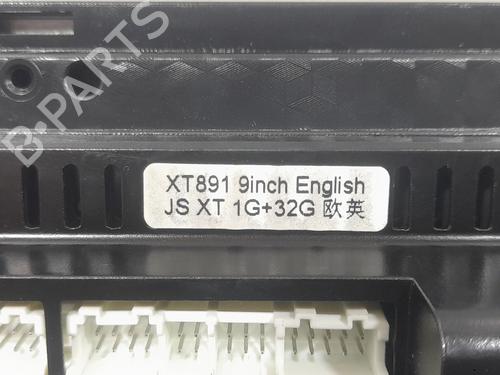 B-PARTS
XT891 9inch English
JS XT 1G+32G 欧英